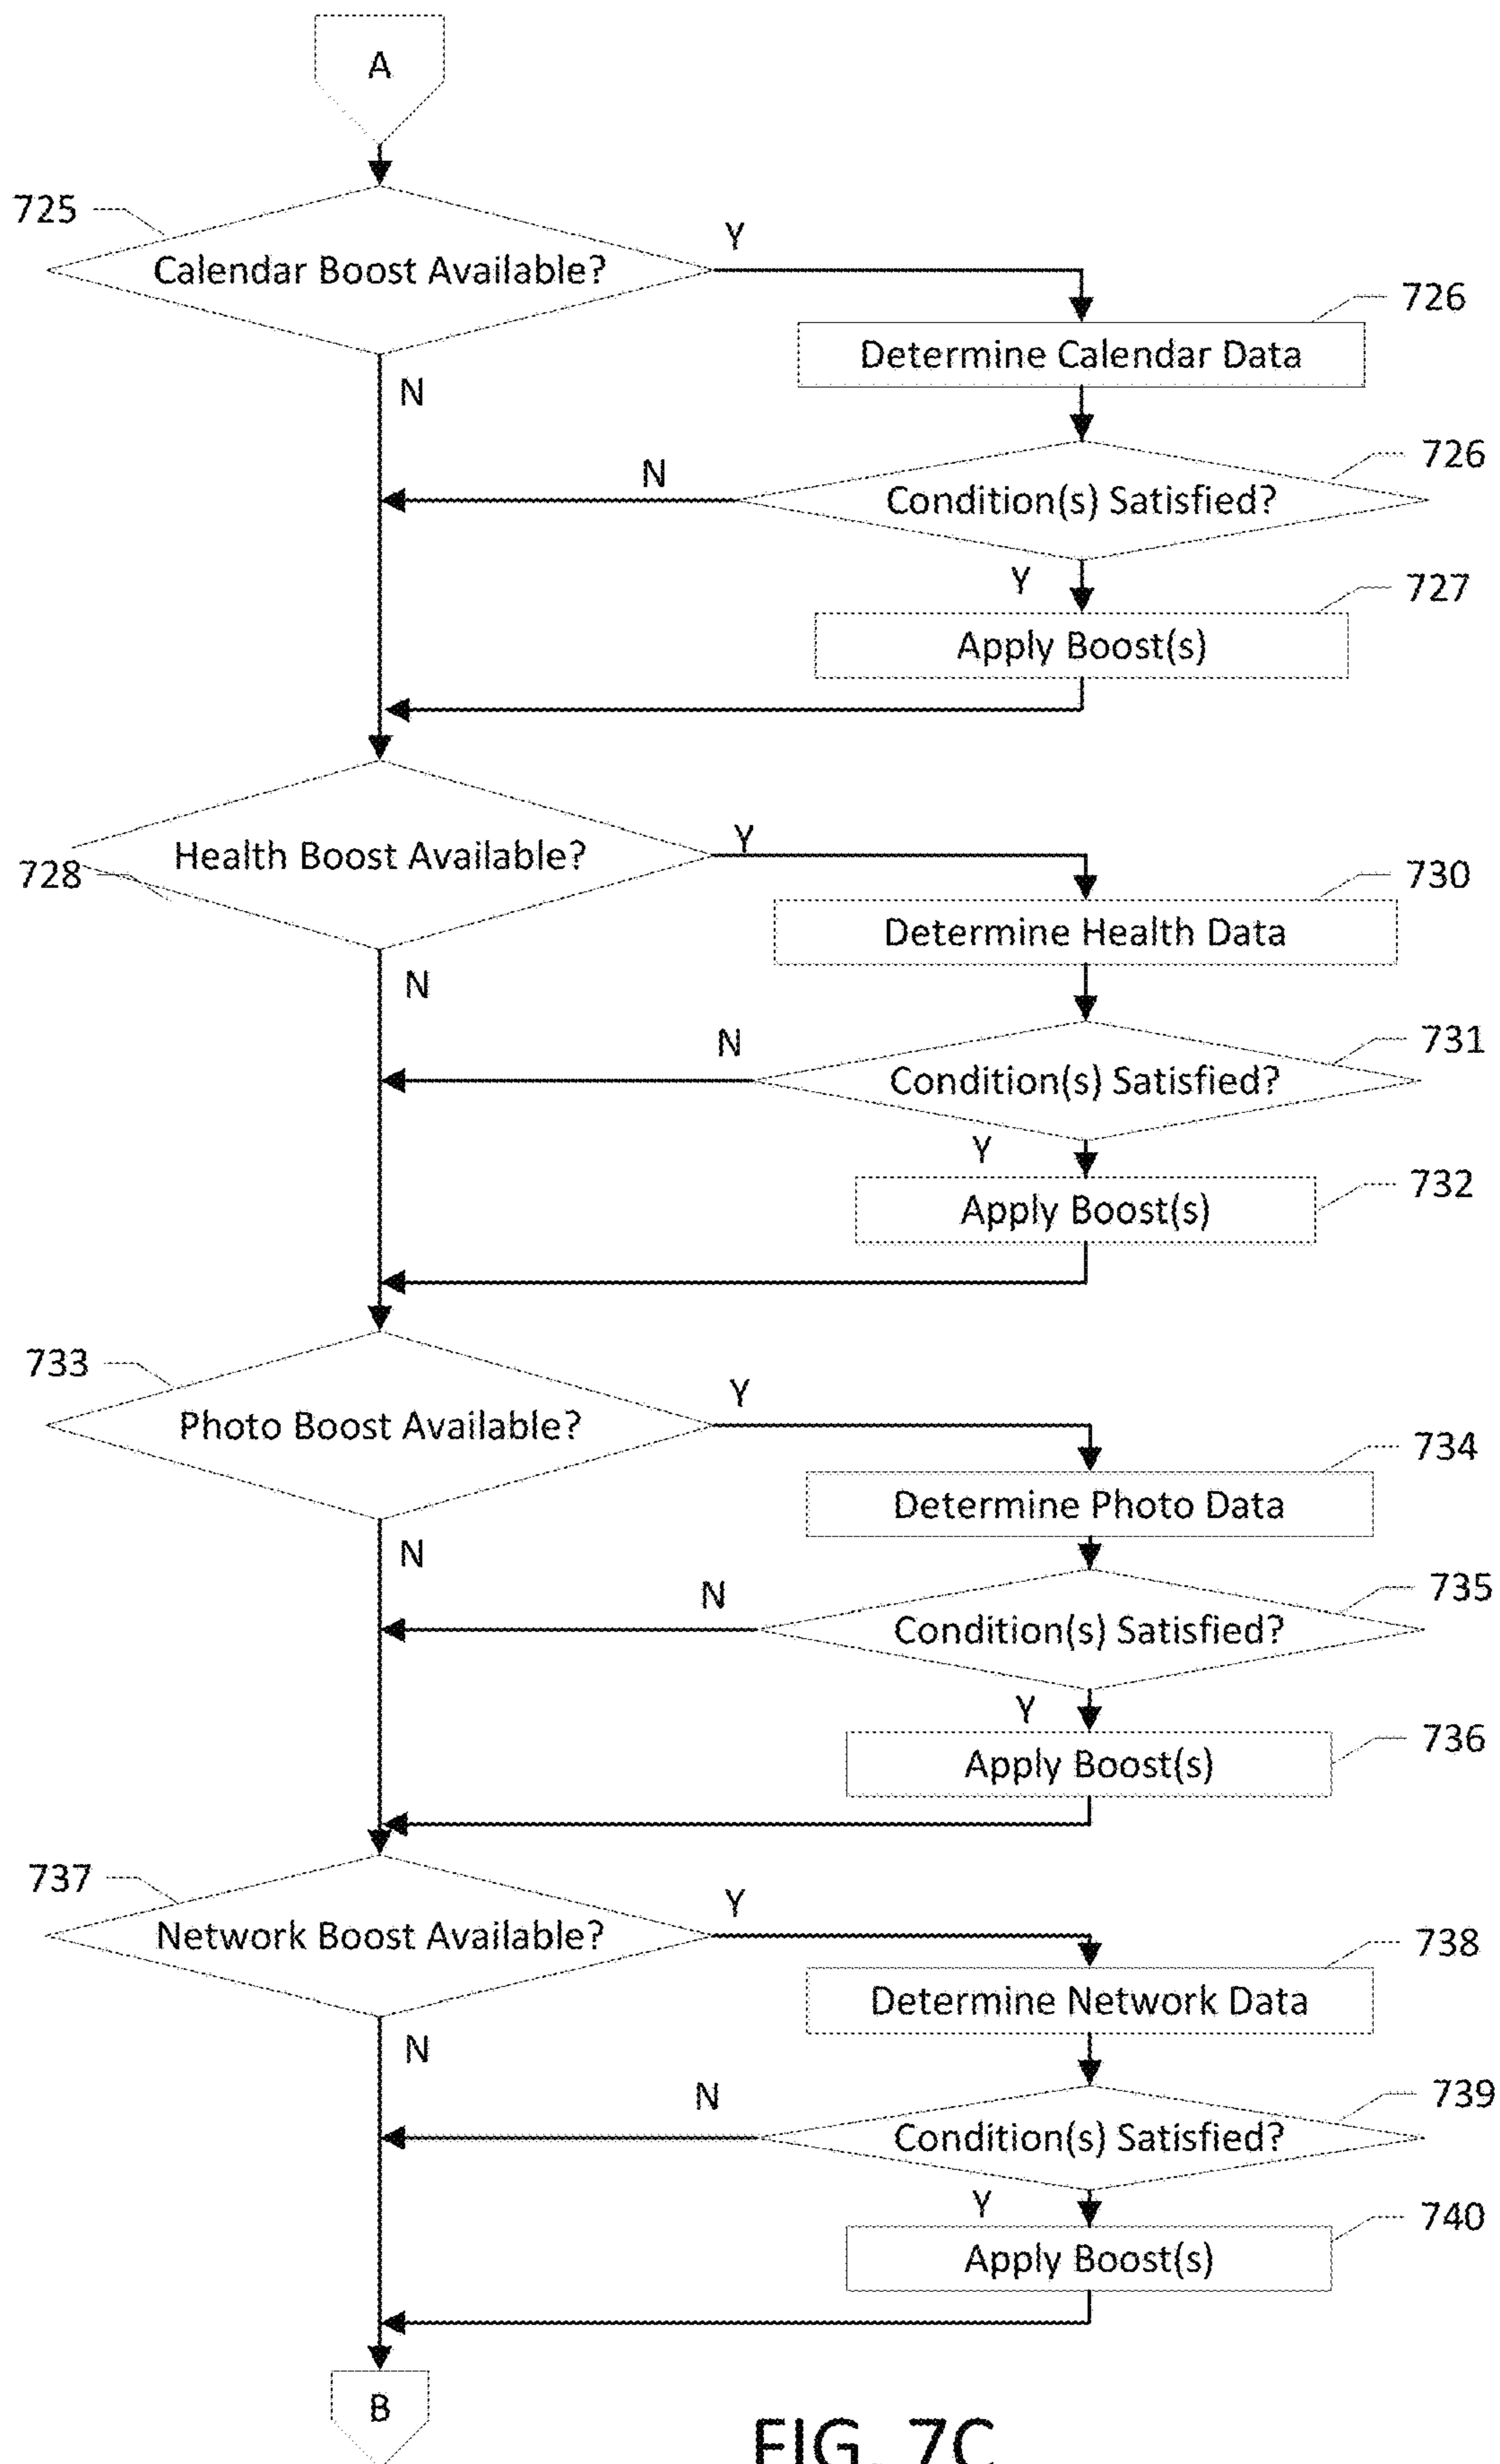 A
725
Calendar Boost Available?
Y
726
Determine Calendar Data
N
726
N
Condition(s) Satisfied?
Y
727
Apply Boost(s)
Health Boost Available?
Y
728
730
Determine Health Data
N
731
N
Condition(s) Satisfied?
Y
732
Apply Boost(s)
733
Photo Boost Available?
Y
734
Determine Photo Data
N
735
N
Condition(s) Satisfied?
Y
736
Apply Boost(s)
737
Network Boost Available?
Y
738
Determine Network Data
N
739
N
Condition(s) Satisfied?
Y
740
Apply Boost(s)
B
FIG. 7C